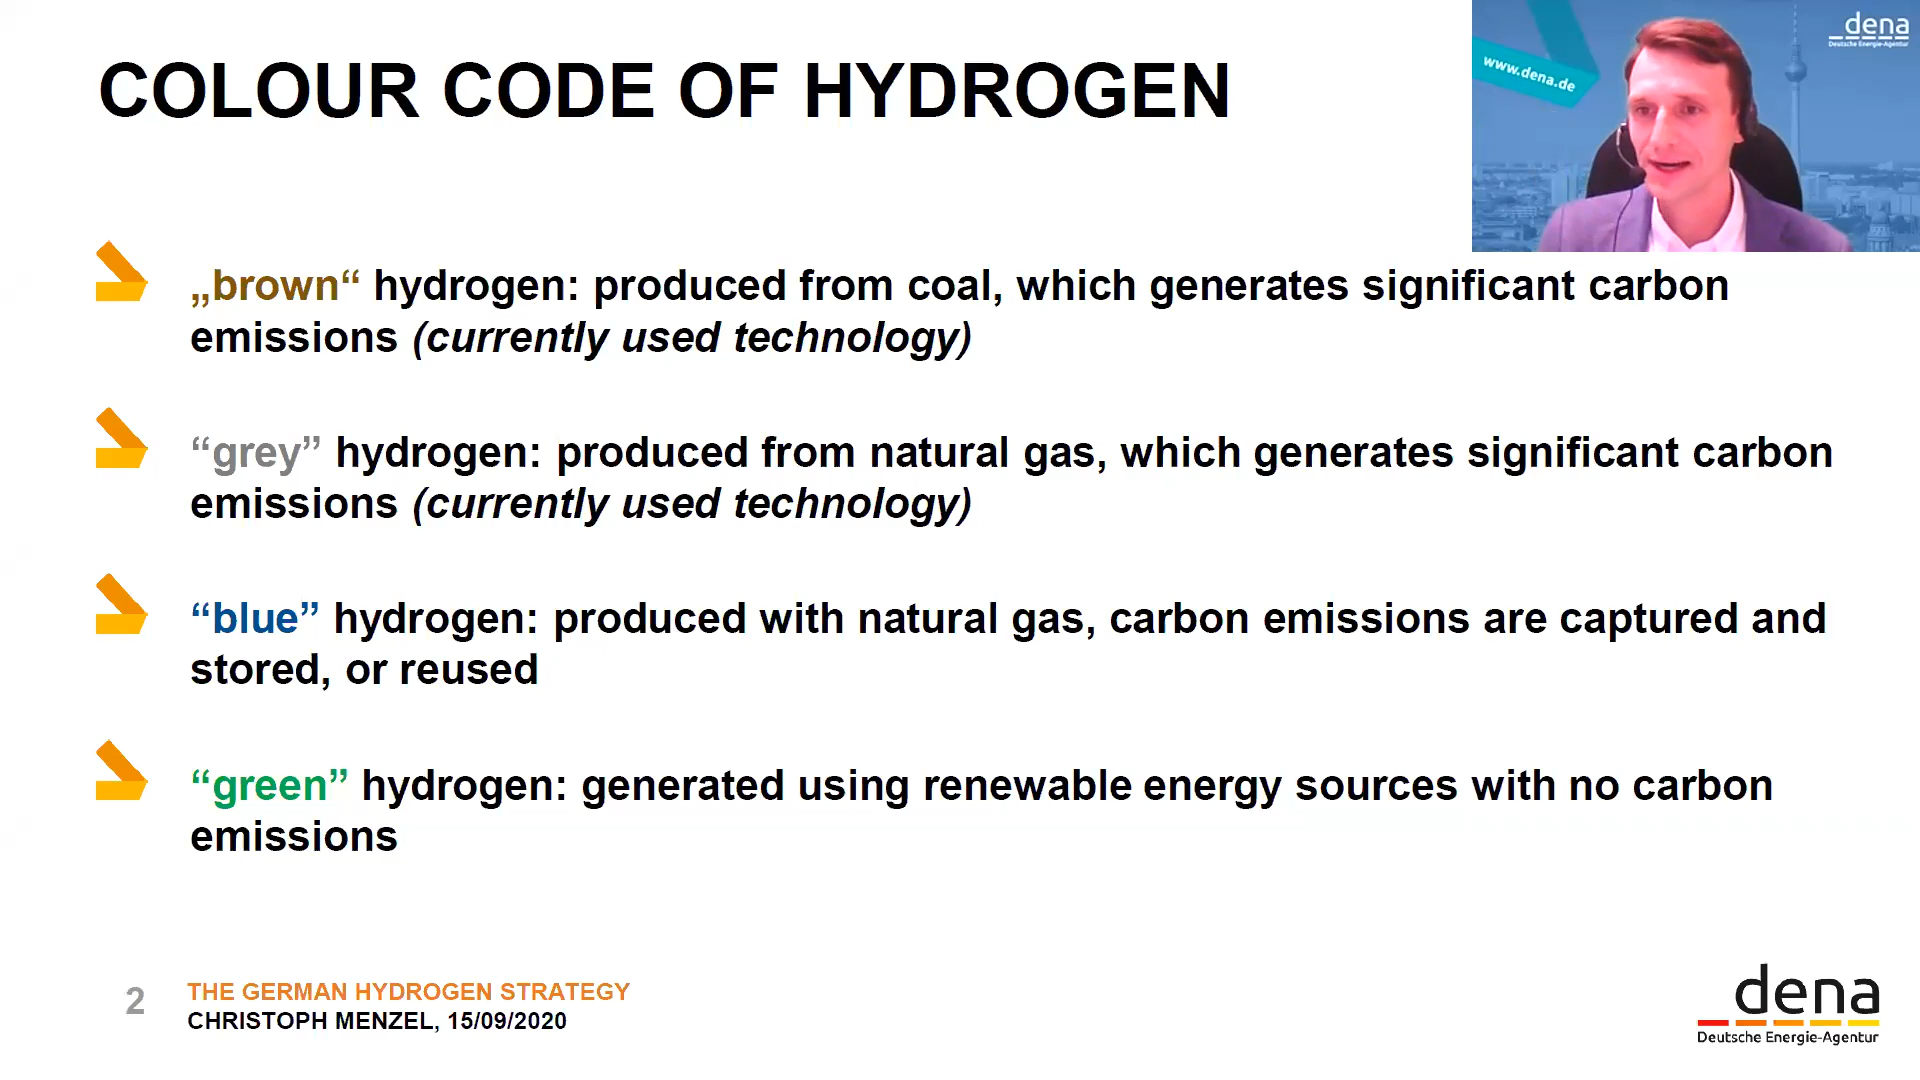 COLOUR CODE OF HYDROGEN
www.dena.de
dena
Deutsche Energie-Agentur
„brown“ hydrogen: produced from coal, which generates significant carbon
emissions (currently used technology)
“grey” hydrogen: produced from natural gas, which generates significant carbon
emissions (currently used technology)
“blue” hydrogen: produced with natural gas, carbon emissions are captured and
stored, or reused
“green” hydrogen: generated using renewable energy sources with no carbon
emissions
2
THE GERMAN HYDROGEN STRATEGY
CHRISTOPH MENZEL, 15/09/2020
dena
Deutsche Energie-Agentur